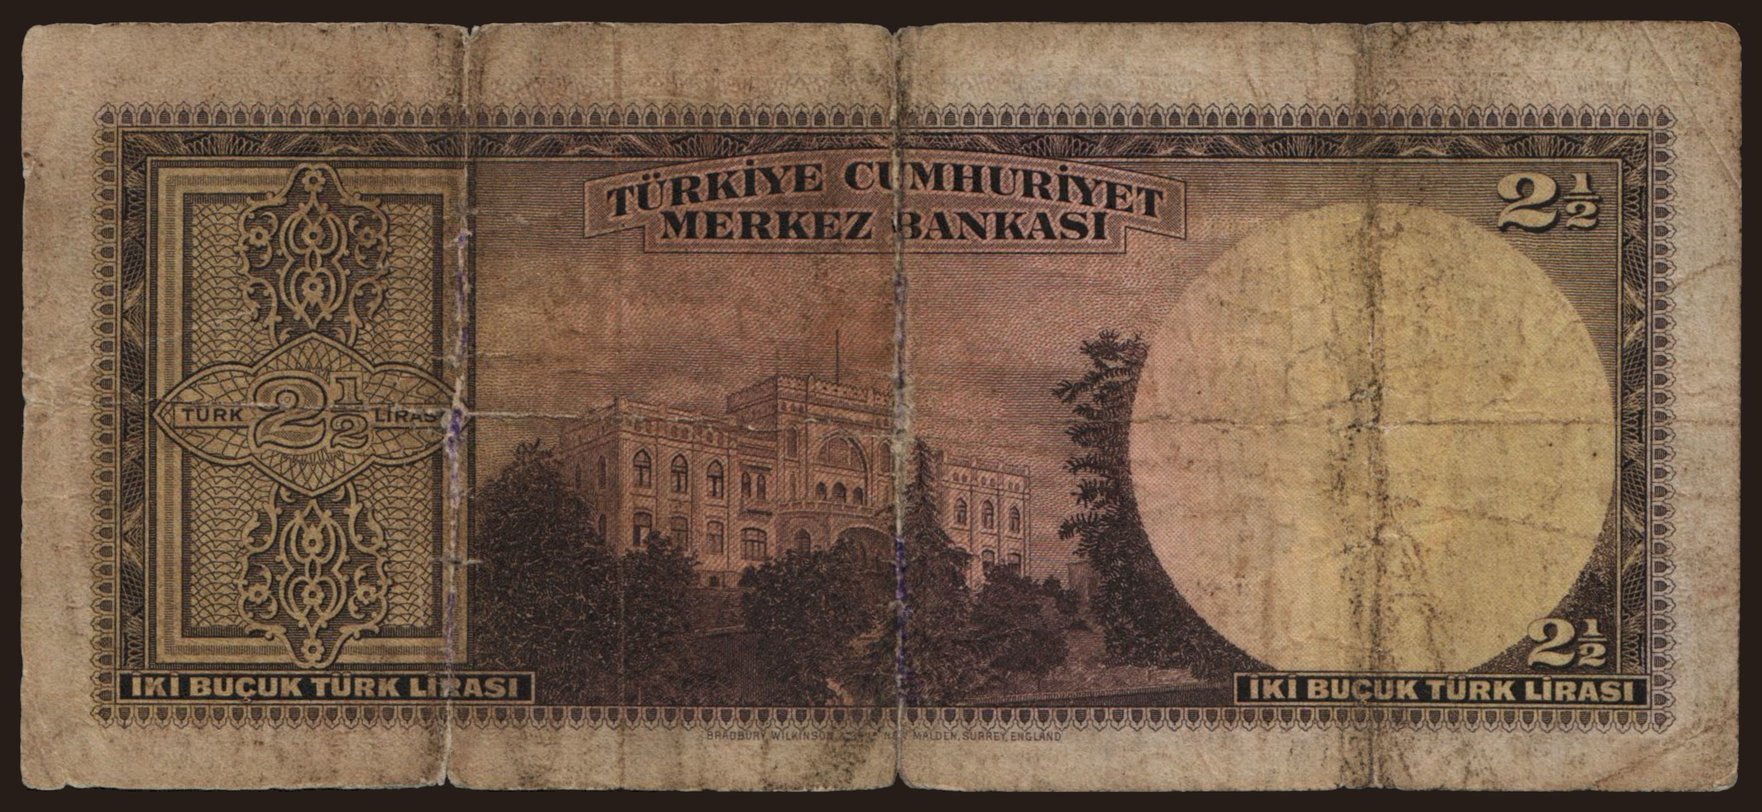 TÜRKİYE CUMHURİYET
MERKEZ BANKASI
2½
TÜRK 2½ LİRASI
2½
İKİ BUÇUK TÜRK LİRASI
İKİ BUÇUK TÜRK LİRASI
BRADBURY, WILKINSON NEW MALDEN, SURREY, ENGLAND